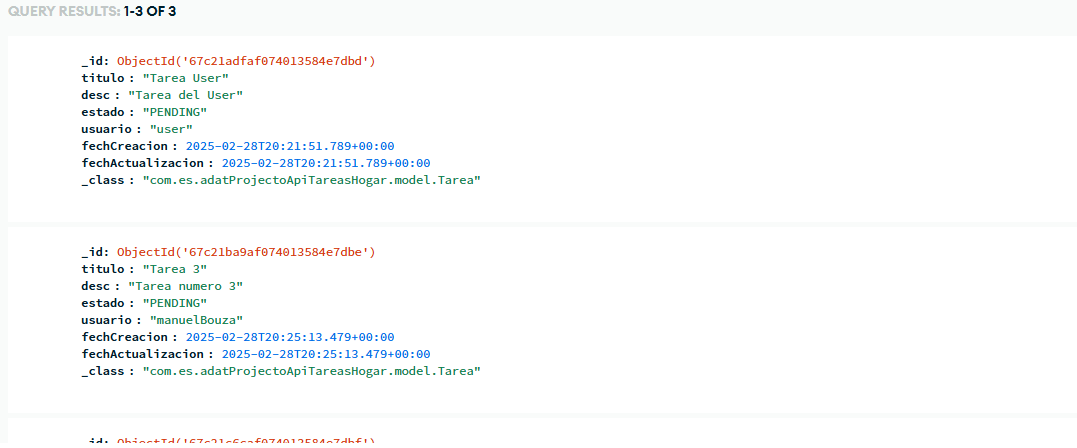 QUERY RESULTS: 1-3 OF 3
_id: ObjectId('67c21adfaf074013584e7dbd')
titulo : "Tarea User"
desc : "Tarea del User"
estado : "PENDING"
usuario : "user"
fechCreacion : 2025-02-28T20:21:51.789+00:00
fechActualizacion : 2025-02-28T20:21:51.789+00:00
_class : "com.es.adatProjectoApiTareasHogar.model.Tarea"
_id: ObjectId('67c21ba9af074013584e7dbe')
titulo : "Tarea 3"
desc : "Tarea numero 3"
estado : "PENDING"
usuario : "manuelBouza"
fechCreacion : 2025-02-28T20:25:13.479+00:00
fechActualizacion : 2025-02-28T20:25:13.479+00:00
_class : "com.es.adatProjectoApiTareasHogar.model.Tarea"
_id: ObjectId('67c21c6caf074013584e7dbf')